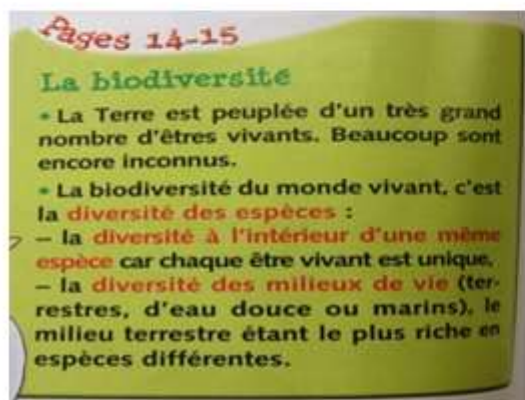 Pages 14-15
La biodiversité
• La Terre est peuplée d'un très grand
nombre d'êtres vivants. Beaucoup sont
encore inconnus.
• La biodiversité du monde vivant, c'est
la diversité des espèces :
– la diversité à l'intérieur d'une même
espèce car chaque être vivant est unique,
– la diversité des milieux de vie (ter-
restres, d'eau douce ou marins), le
milieu terrestre étant le plus riche en
espèces différentes.